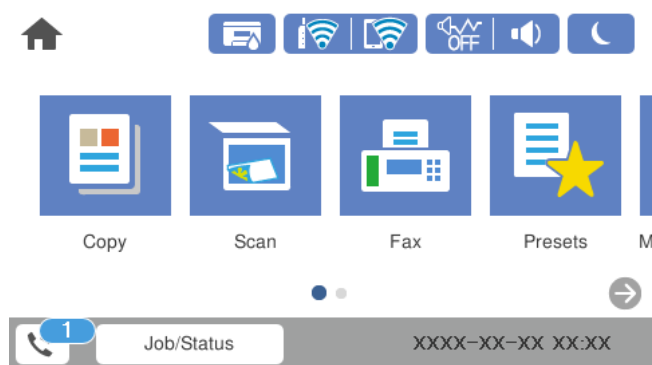 OFF
Copy
Scan
Fax
Presets
M
1
Job/Status
XXXX-XX-XX XX:XX